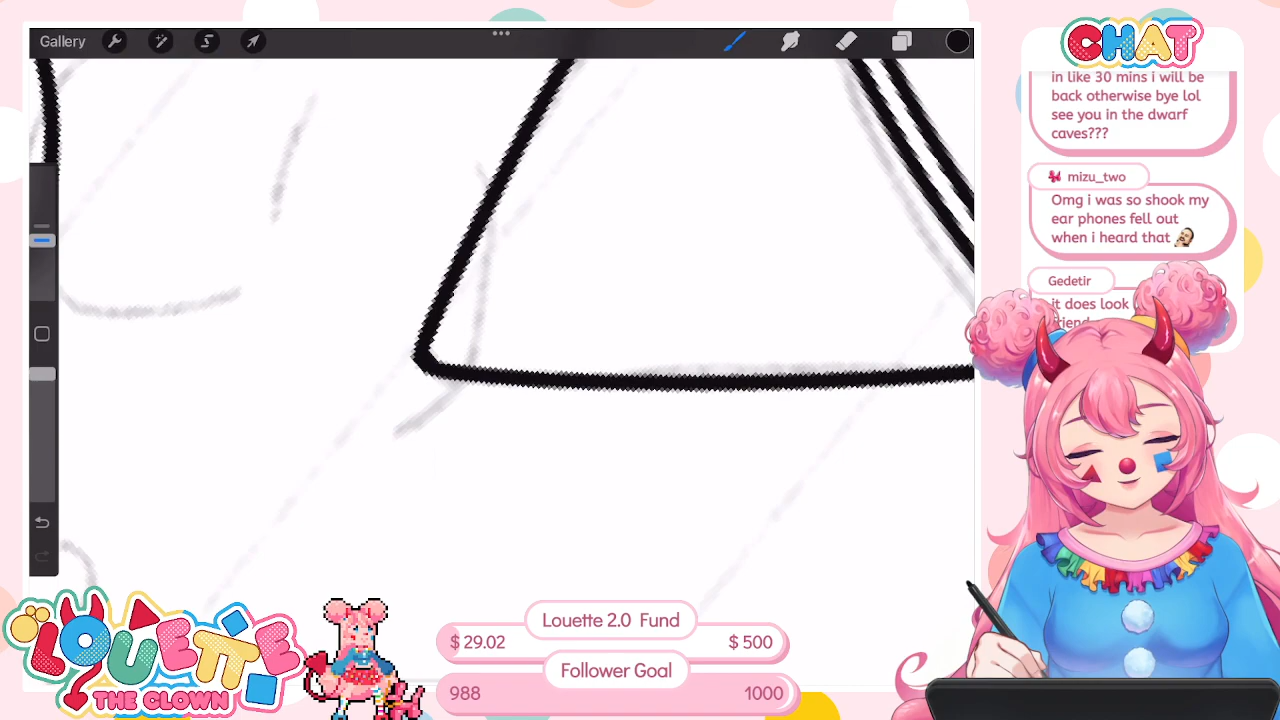 Gallery
CHAT
in like 30 mins i will be
back otherwise bye lol
see you in the dwarf
caves???
mizu_two
Omg i was so shook my
ear phones fell out
when i heard that
Gedetir
it does look
LOUETTE
THE CLOWN
Louette 2.0 Fund
$ 29.02
$ 500
Follower Goal
988
1000